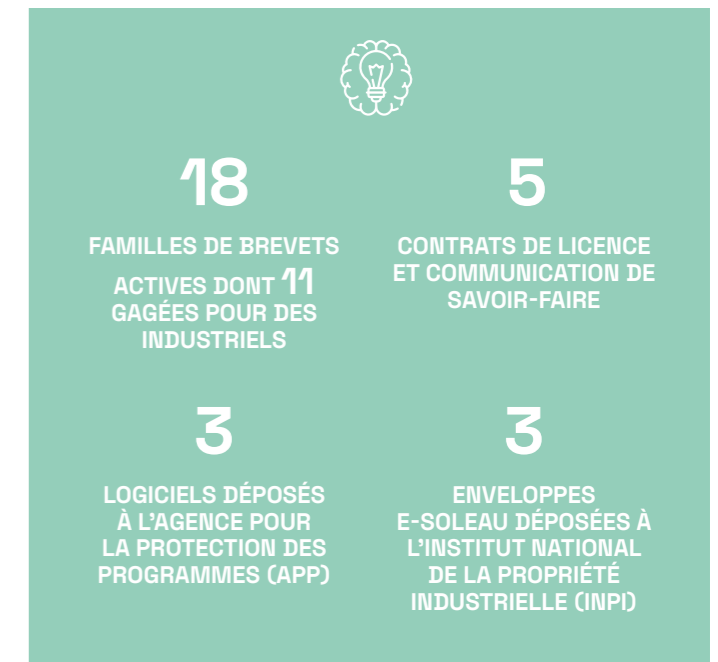 18
FAMILLES DE BREVETS
ACTIVES DONT 11
GAGÉES POUR DES
INDUSTRIELS
5
CONTRATS DE LICENCE
ET COMMUNICATION DE
SAVOIR-FAIRE
3
LOGICIELS DÉPOSÉS
À L'AGENCE POUR
LA PROTECTION DES
PROGRAMMES (APP)
3
ENVELOPPES
E-SOLEAU DÉPOSÉES À
L'INSTITUT NATIONAL
DE LA PROPRIÉTÉ
INDUSTRIELLE (INPI)